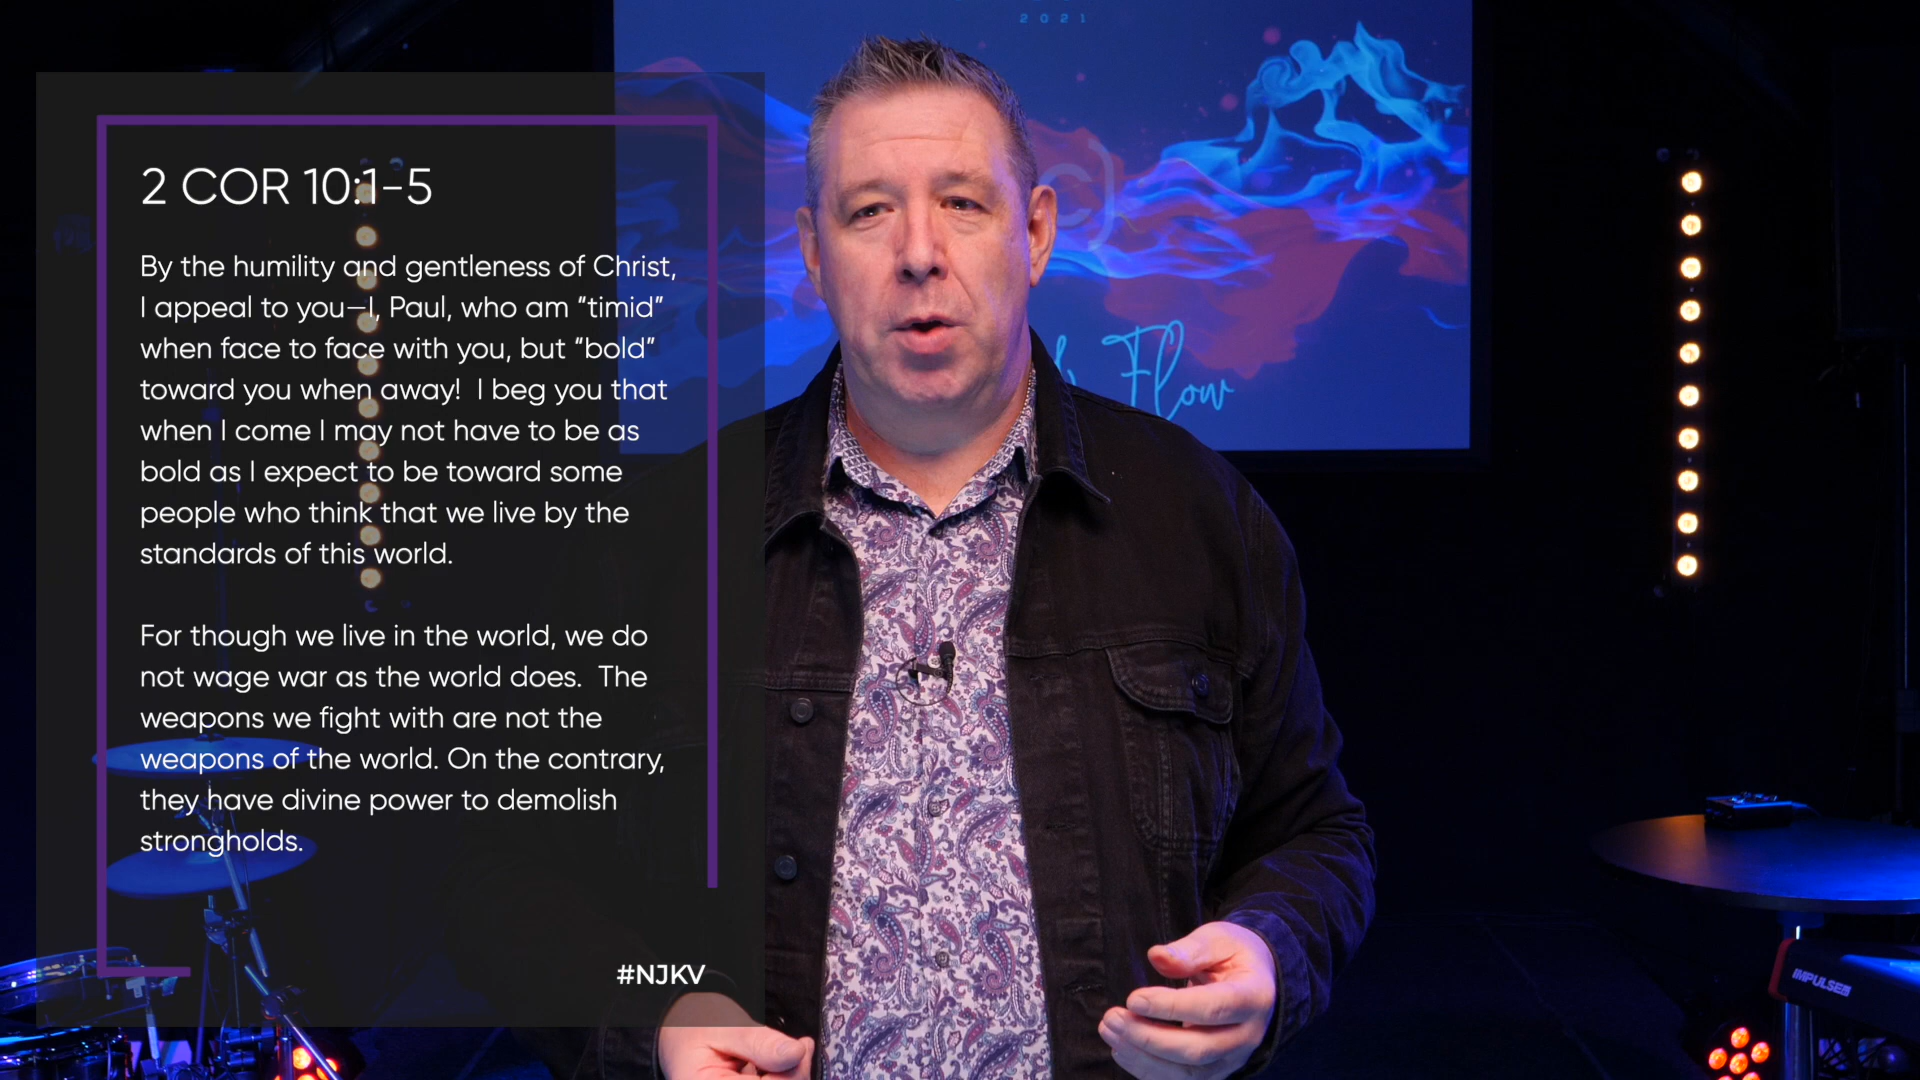 2021
2 COR 10:1-5
By the humility and gentleness of Christ,
I appeal to you—I, Paul, who am “timid”
when face to face with you, but “bold”
toward you when away!  I beg you that
when I come I may not have to be as
bold as I expect to be toward some
people who think that we live by the
standards of this world.
For though we live in the world, we do
not wage war as the world does.  The
weapons we fight with are not the
weapons of the world. On the contrary,
they have divine power to demolish
strongholds.
#NJKV
Flow
IMPULSE